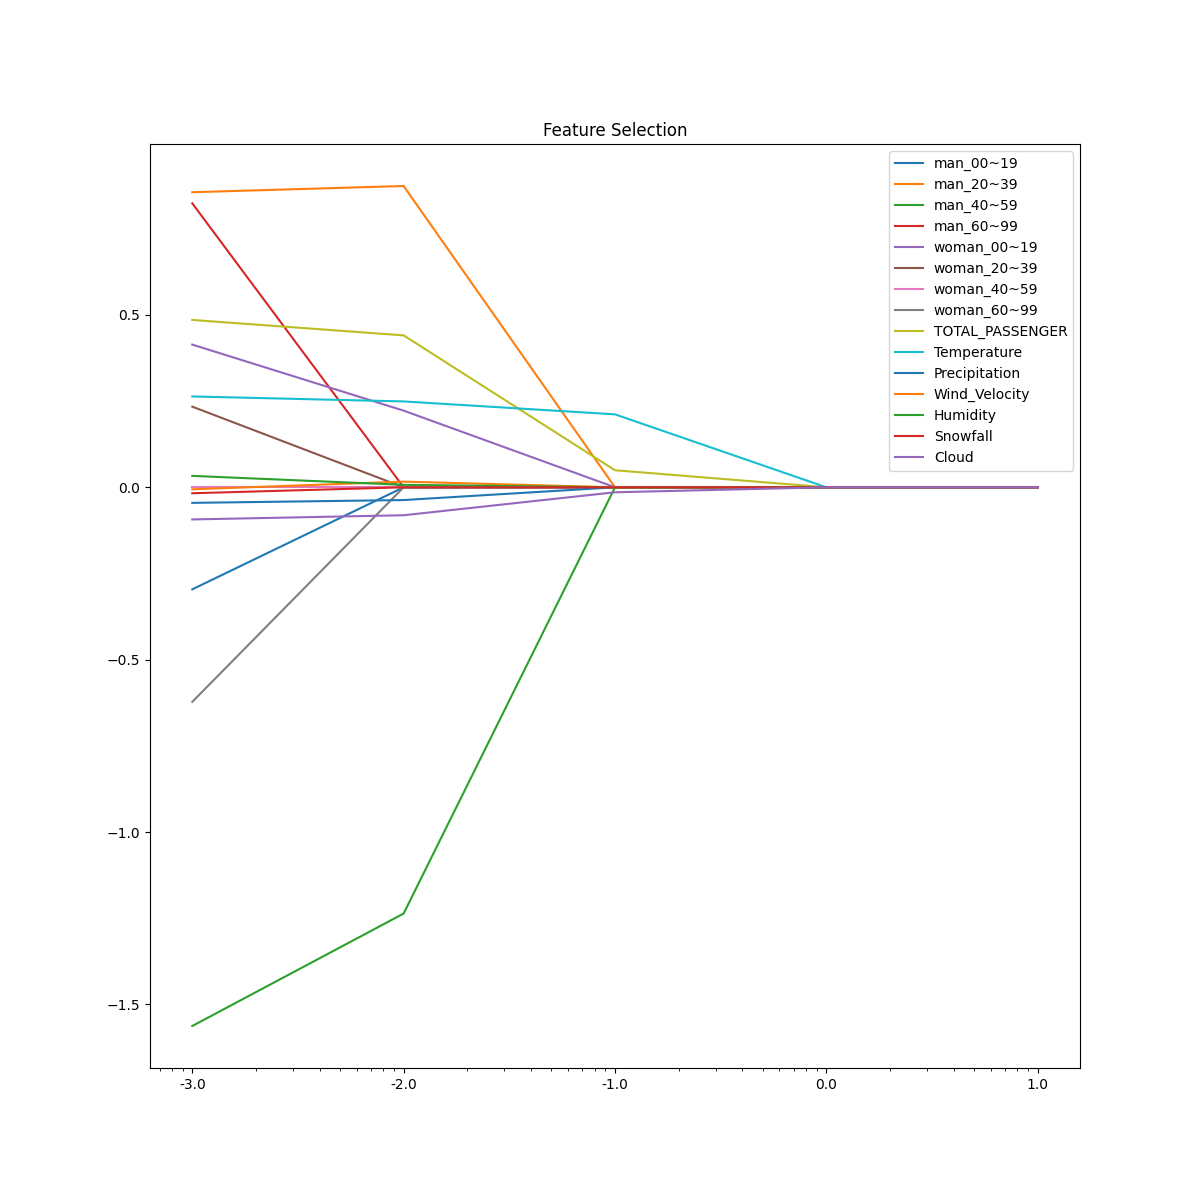 Feature Selection
man_00~19
man_20~39
man_40~59
man_60~99
woman_00~19
woman_20~39
woman_40~59
woman_60~99
TOTAL_PASSENGER
Temperature
Precipitation
Wind_Velocity
Humidity
Snowfall
Cloud
0.5
0.0
−0.5
−1.0
−1.5
-3.0 -2.0 -1.0 0.0 1.0